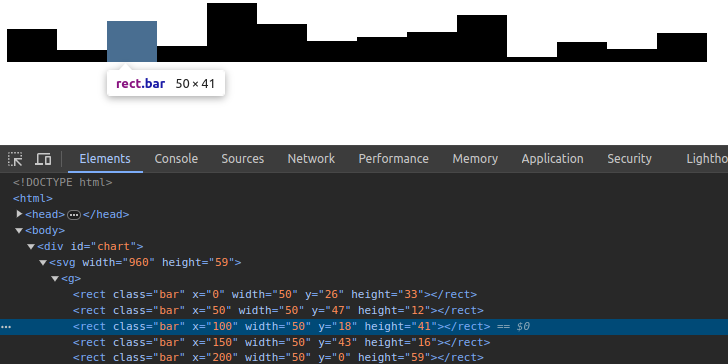 rect.bar 50 × 41
Elements Console Sources Network Performance Memory Application Security Lightho
<!DOCTYPE html>
<html>
<head>…</head>
<body>
<div id="chart">
<svg width="960" height="59">
<g>
<rect class="bar" x="0" width="50" y="26" height="33"></rect>
<rect class="bar" x="50" width="50" y="47" height="12"></rect>
… <rect class="bar" x="100" width="50" y="18" height="41"></rect> == $0
<rect class="bar" x="150" width="50" y="43" height="16"></rect>
<rect class="bar" x="200" width="50" y="0" height="59"></rect>